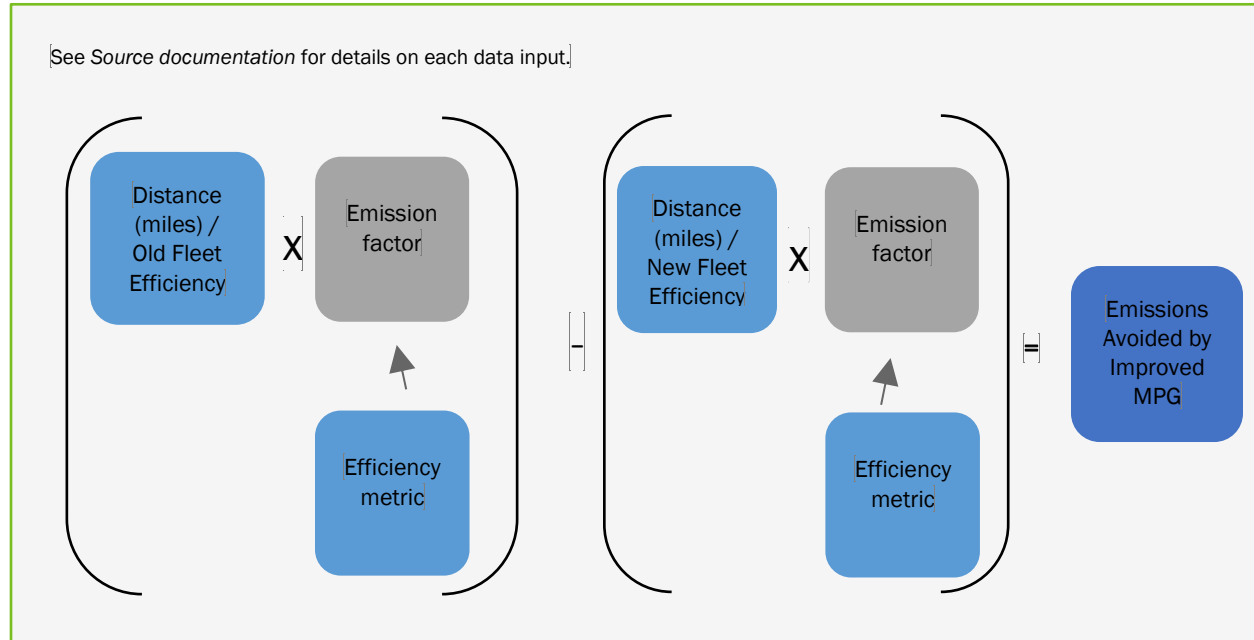 See Source documentation for details on each data input.
Distance
(miles) /
Old Fleet
Efficiency
X
Emission
factor
Efficiency
metric
–
Distance
(miles) /
New Fleet
Efficiency
X
Emission
factor
Efficiency
metric
=
Emissions
Avoided by
Improved
MPG